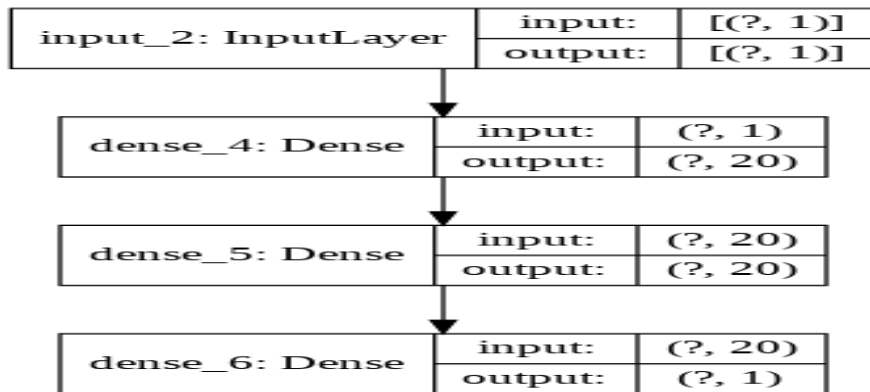 input_2: InputLayer
input: [(?, 1)]
output: [(?, 1)]
dense_4: Dense
input: (?, 1)
output: (?, 20)
dense_5: Dense
input: (?, 20)
output: (?, 20)
dense_6: Dense
input: (?, 20)
output: (?, 1)